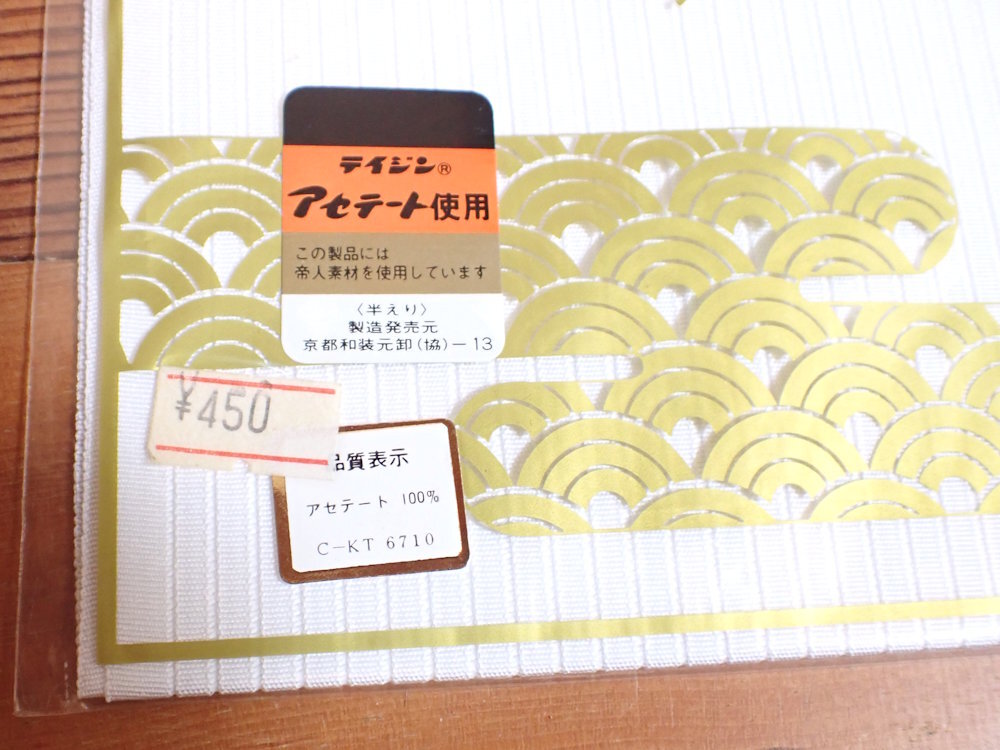 テイジン®
アセテート使用
この製品には
帝人素材を使用しています
〈半えり〉
製造発売元
京都和装元卸(協)－13
¥450
品質表示
アセテート 100%
C－KT 6710